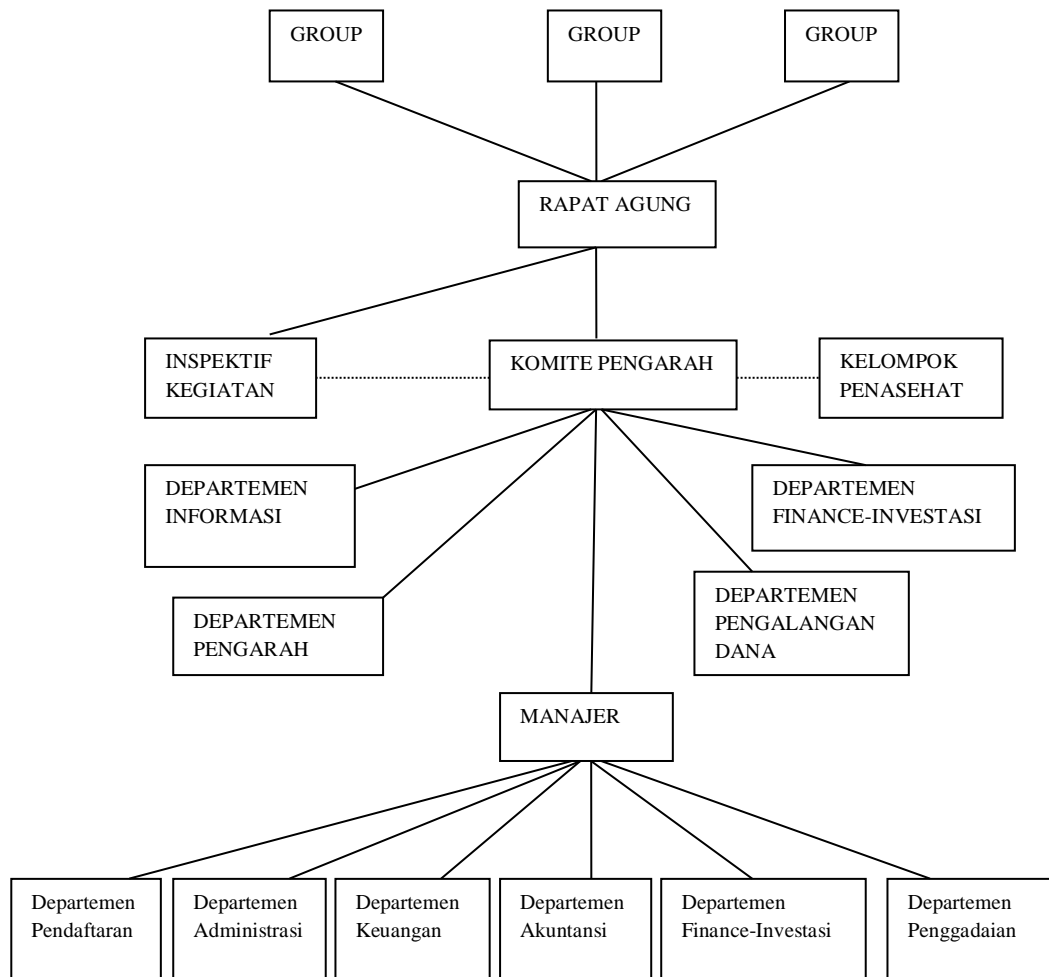 GROUP
GROUP
GROUP
RAPAT AGUNG
INSPEKTIF
KEGIATAN
KOMITE PENGARAH
KELOMPOK
PENASEHAT
DEPARTEMEN
INFORMASI
DEPARTEMEN
FINANCE-INVESTASI
DEPARTEMEN
PENGARAH
DEPARTEMEN
PENGALANGAN
DANA
MANAJER
Departemen
Pendaftaran
Departemen
Administrasi
Departemen
Keuangan
Departemen
Akuntansi
Departemen
Finance-Investasi
Departemen
Penggadaian